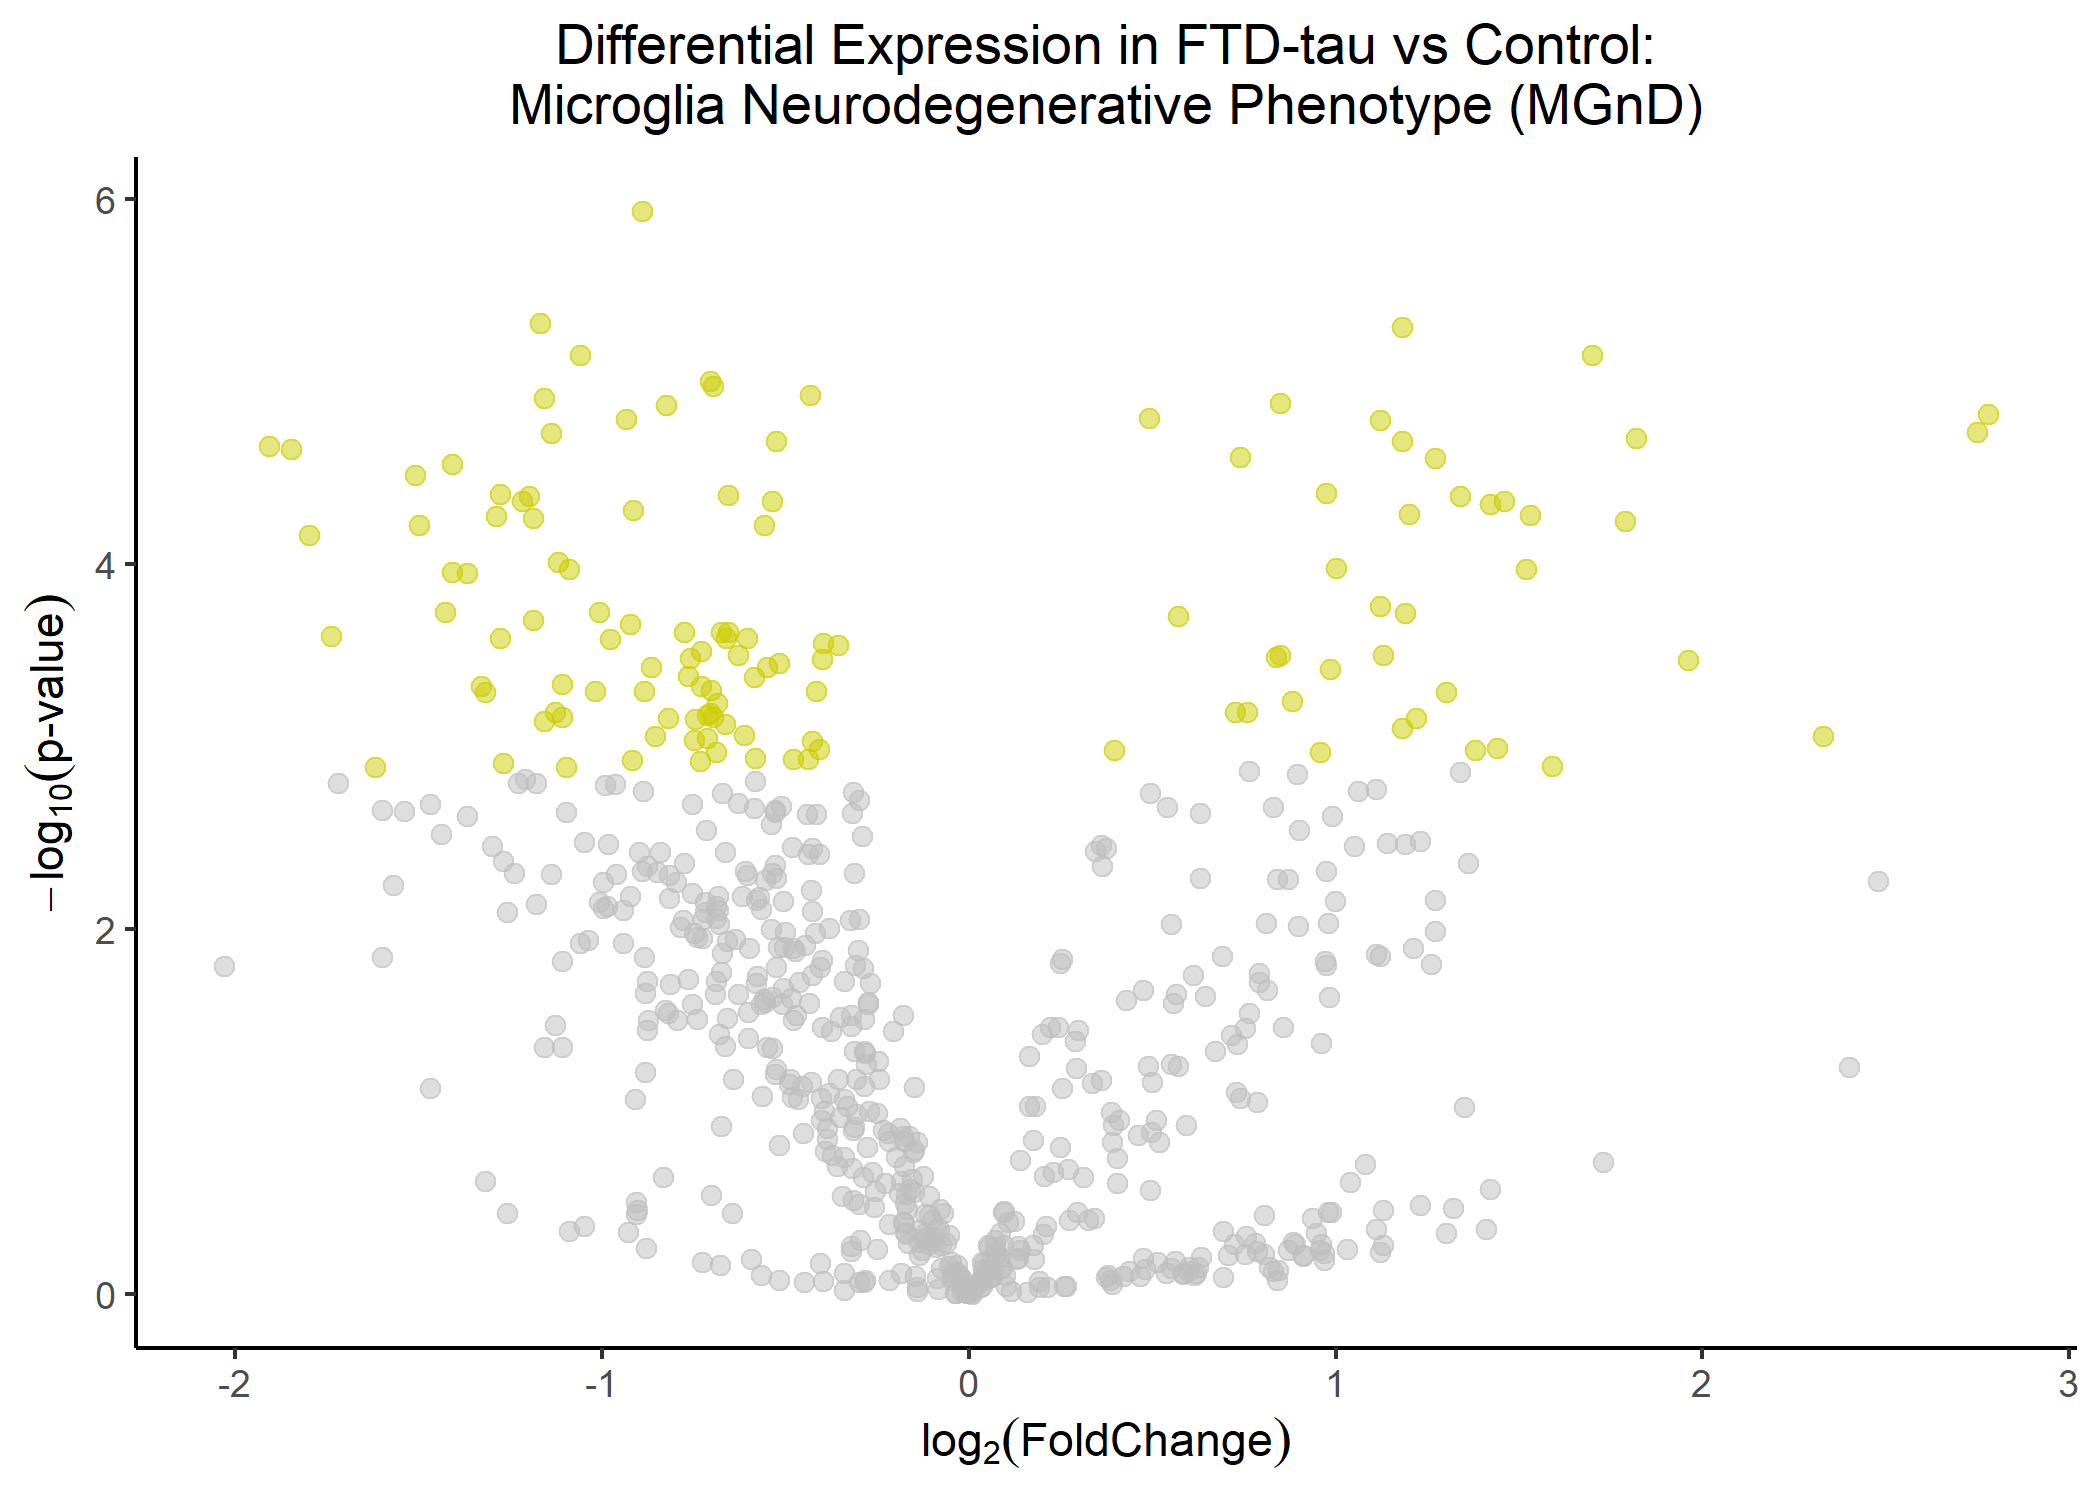 Differential Expression in FTD-tau vs Control:
Microglia Neurodegenerative Phenotype (MGnD)
−log₁₀(p-value)
6
4
2
0
-2 -1 0 1 2 3
log₂(FoldChange)